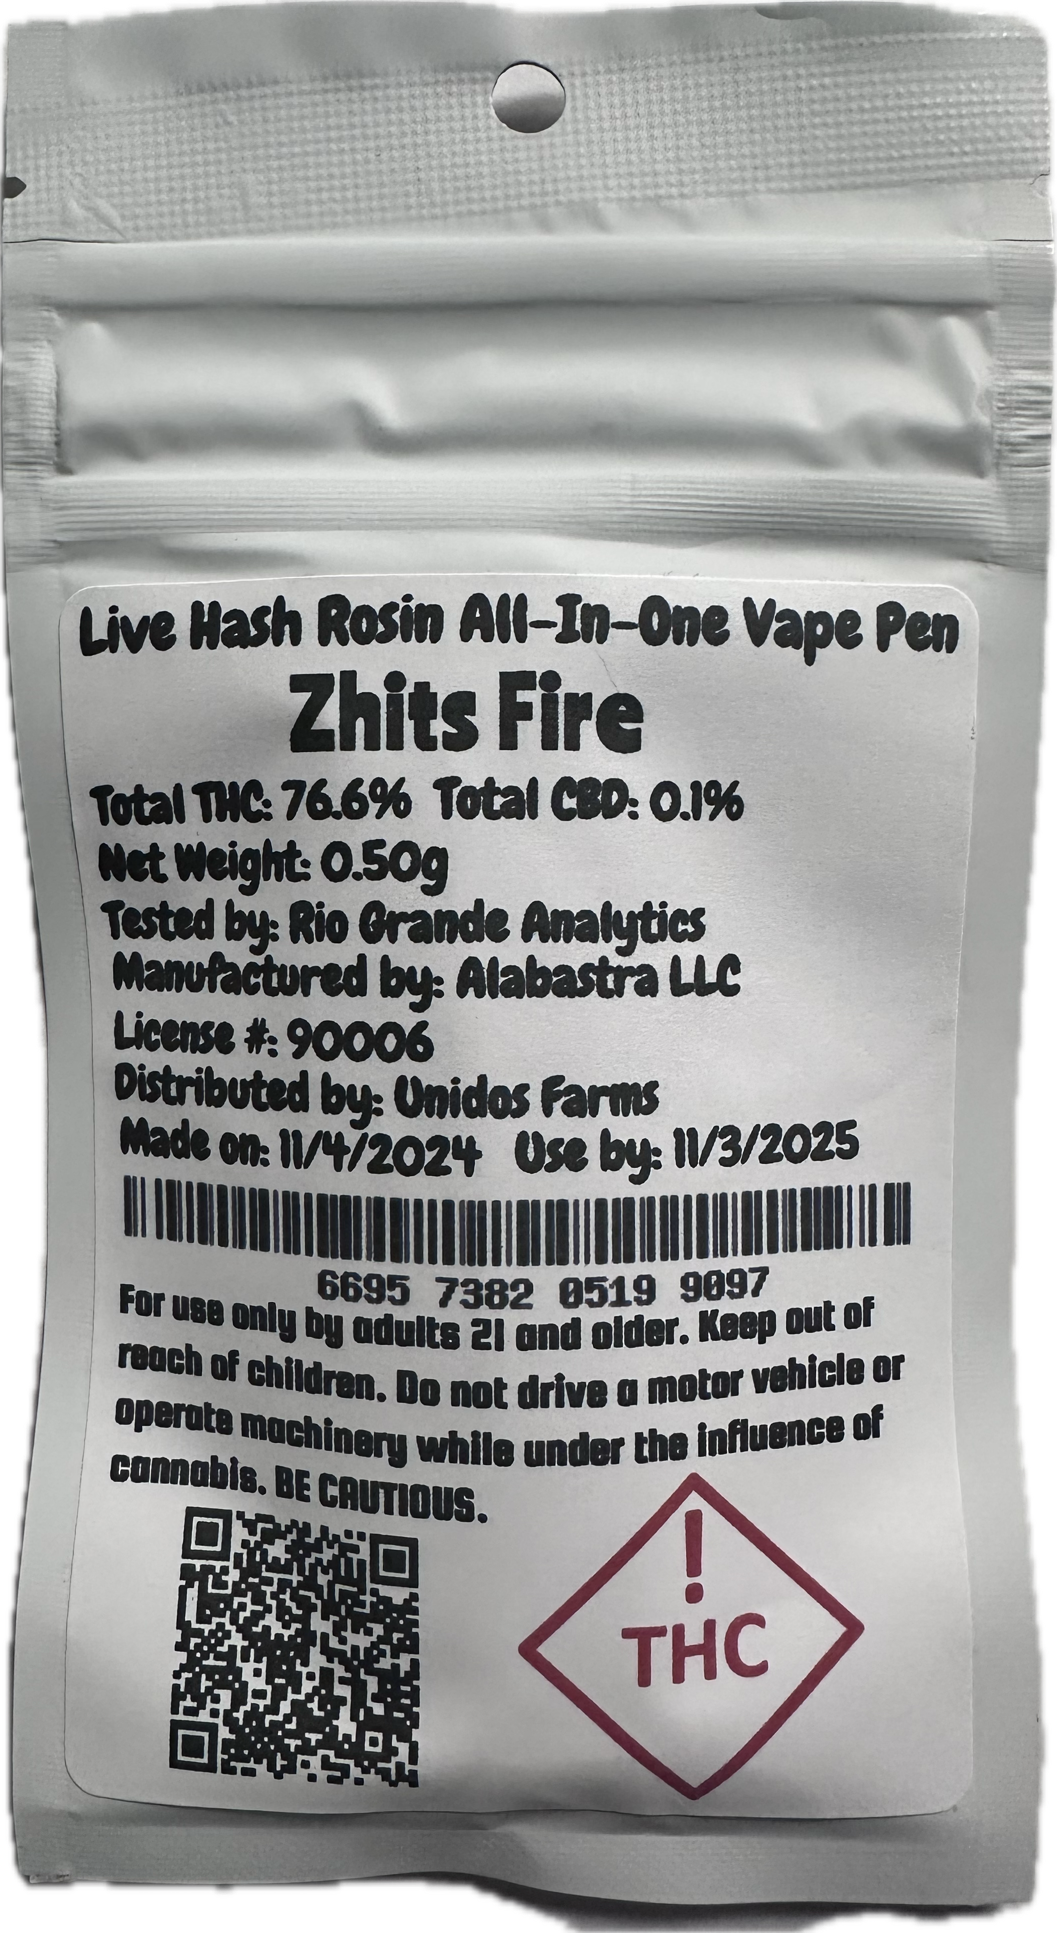 Live Hash Rosin All-In-One Vape Pen
Zhits Fire
Total THC: 76.6% Total CBD: 0.1%
Net Weight: 0.50g
Tested by: Rio Grande Analytics
Manufactured by: Alabastra LLC
License #: 90006
Distributed by: Unidos Farms
Made on: 11/4/2024 Use by: 11/3/2025
6695 7382 0519 9097
For use only by adults 21 and older. Keep out of
reach of children. Do not drive a motor vehicle or
operate machinery while under the influence of
cannabis. BE CAUTIOUS.
!
THC